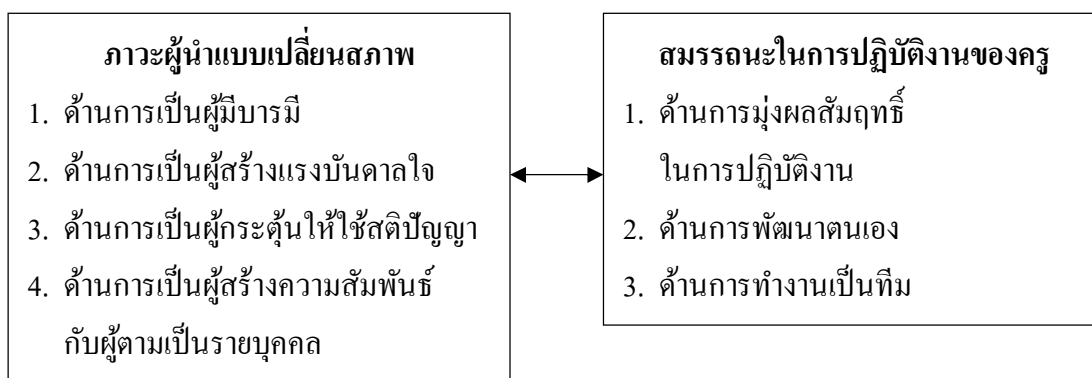 ภาวะผู้นำแบบเปลี่ยนสภาพ
1. ด้านการเป็นผู้มีบารมี
2. ด้านการเป็นผู้สร้างแรงบันดาลใจ
3. ด้านการเป็นผู้กระตุ้นให้ใช้สติปัญญา
4. ด้านการเป็นผู้สร้างความสัมพันธ์
กับผู้ตามเป็นรายบุคคล
สมรรถนะในการปฏิบัติงานของครู
1. ด้านการมุ่งผลสัมฤทธิ์
ในการปฏิบัติงาน
2. ด้านการพัฒนาตนเอง
3. ด้านการทำงานเป็นทีม